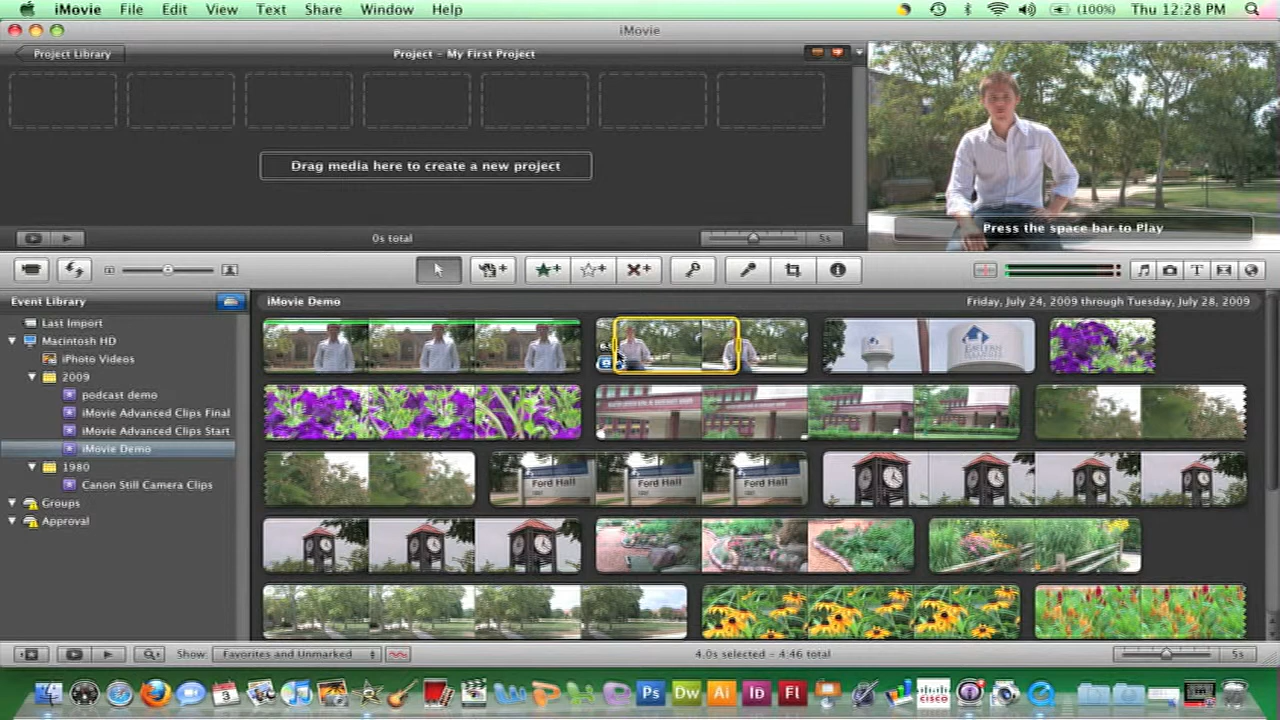 iMovie File Edit View Text Share Window Help (100%) Thu 12:28 PM
iMovie
Project Library Project – My First Project
Drag media here to create a new project
Press the space bar to Play
0s total 5s
Event Library iMovie Demo Friday, July 24, 2009 through Tuesday, July 28, 2009
Last Import
Macintosh HD
iPhoto Videos
2009
podcast demo
iMovie Advanced Clips Final
iMovie Advanced Clips Start
iMovie Demo
1980
Canon Still Camera Clips
Groups
Approval
EASTERN
Ford Hall Ford Hall Ford Hall
Show: Favorites and Unmarked 4.0s selected – 4:46 total 5s
3 Ps Dw Ai Id Fl CISCO